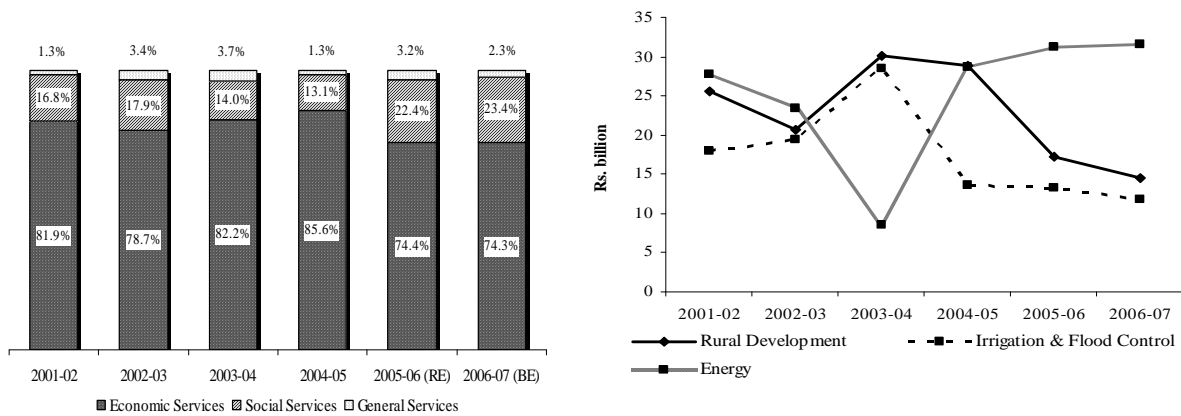 1.3% 3.4% 3.7% 1.3% 3.2% 2.3%
16.8% 17.9% 14.0% 13.1% 22.4% 23.4%
81.9% 78.7% 82.2% 85.6% 74.4% 74.3%
2001-02 2002-03 2003-04 2004-05 2005-06 (RE) 2006-07 (BE)
Economic Services Social Services General Services
Rs. billion
35
30
25
20
15
10
5
0
2001-02 2002-03 2003-04 2004-05 2005-06 2006-07
Rural Development Irrigation & Flood Control
Energy